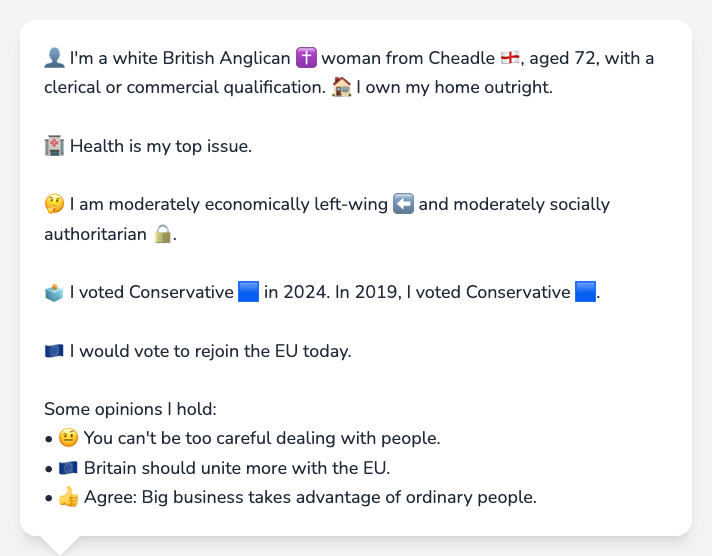 👤 I'm a white British Anglican ✝️ woman from Cheadle 🏴󠁧󠁢󠁥󠁮󠁧󠁿, aged 72, with a
clerical or commercial qualification. 🏠 I own my home outright.
🏥 Health is my top issue.
🤔 I am moderately economically left-wing ⬅️ and moderately socially
authoritarian 🔒.
🗳️ I voted Conservative 🟦 in 2024. In 2019, I voted Conservative 🟦.
🇪🇺 I would vote to rejoin the EU today.
Some opinions I hold:
• 🤨 You can't be too careful dealing with people.
• 🇪🇺 Britain should unite more with the EU.
• 👍 Agree: Big business takes advantage of ordinary people.